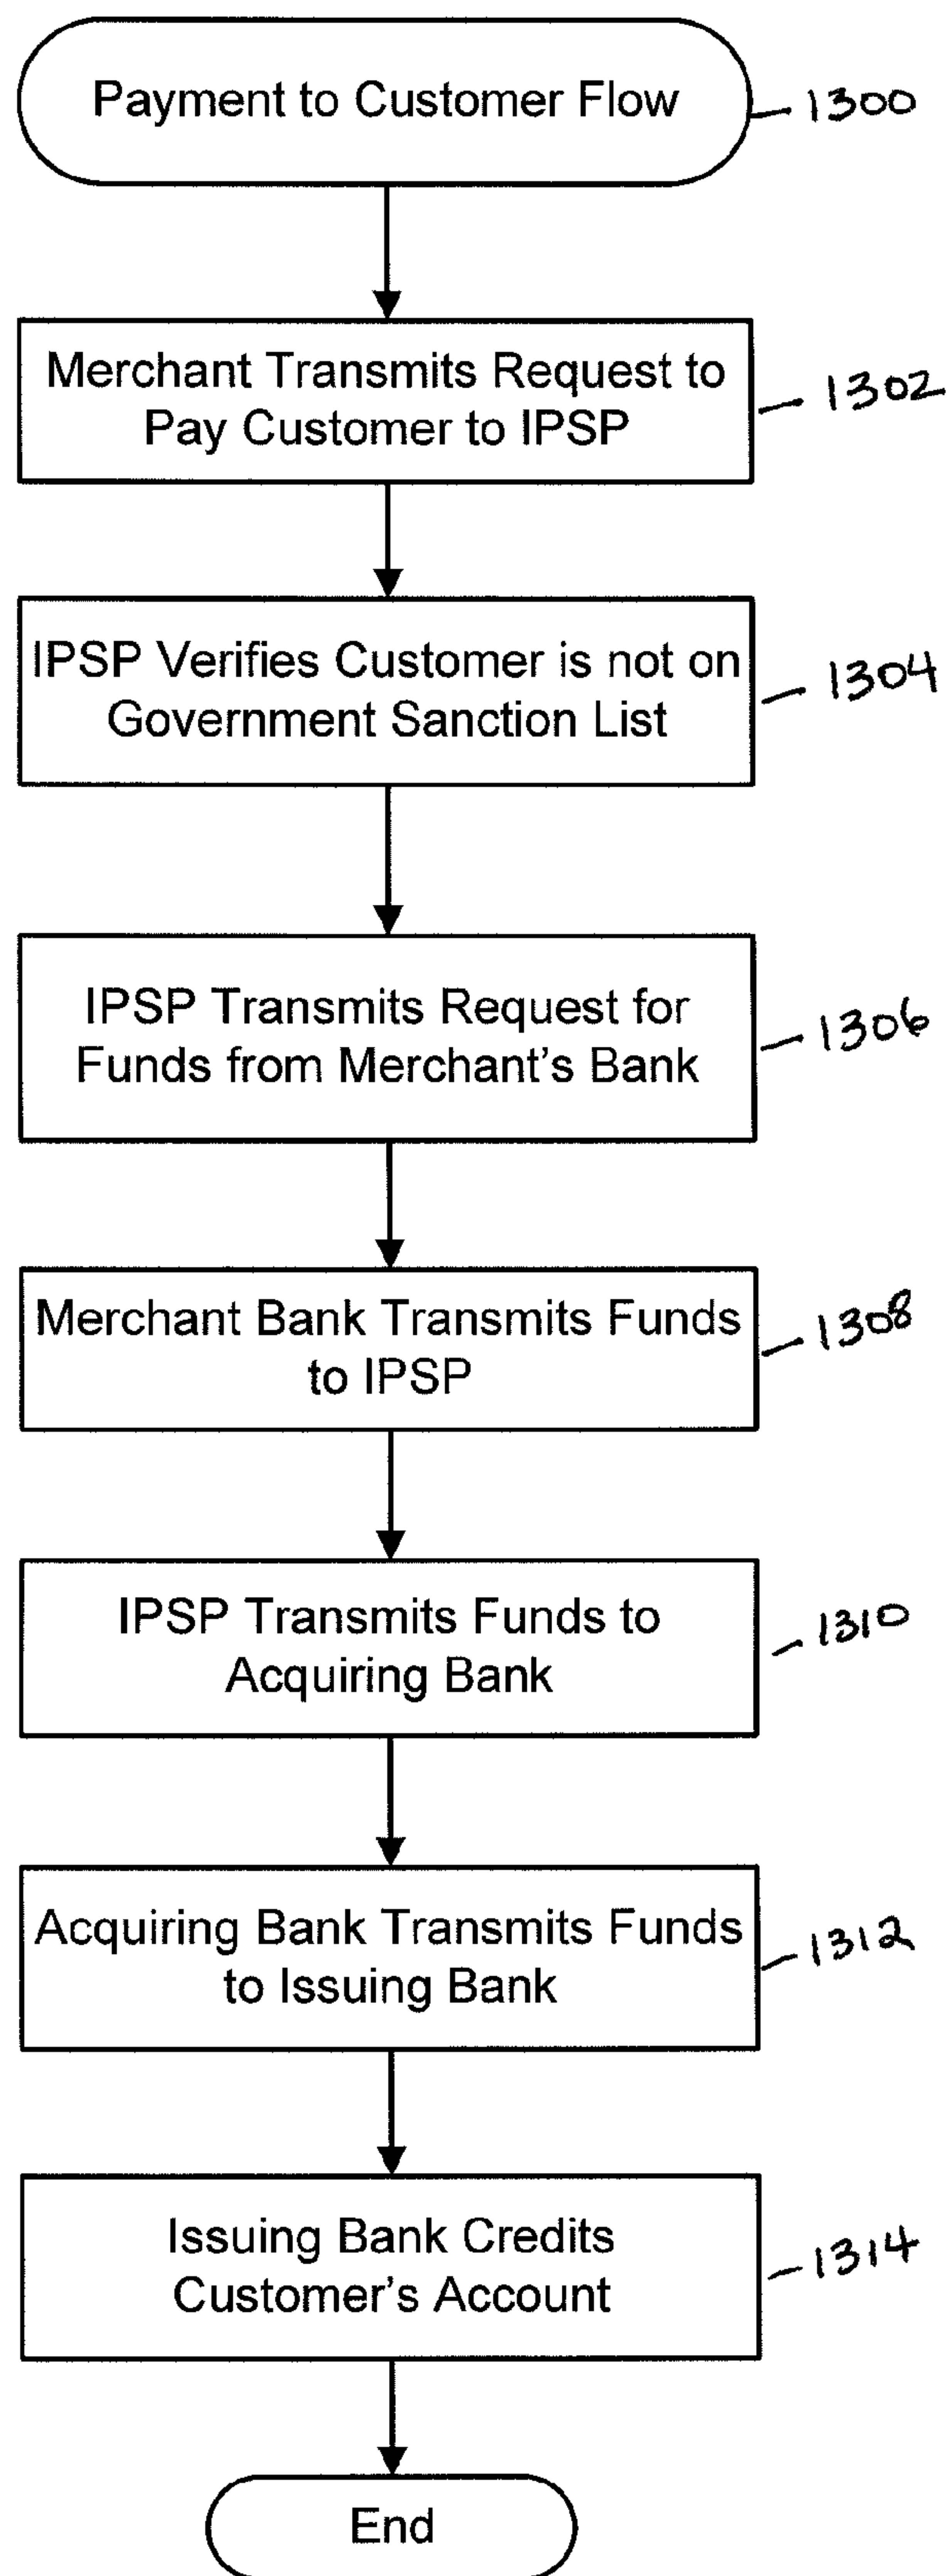 Payment to Customer Flow
1300
Merchant Transmits Request to
Pay Customer to IPSP
1302
IPSP Verifies Customer is not on
Government Sanction List
1304
IPSP Transmits Request for
Funds from Merchant's Bank
1306
Merchant Bank Transmits Funds
to IPSP
1308
IPSP Transmits Funds to
Acquiring Bank
1310
Acquiring Bank Transmits Funds
to Issuing Bank
1312
Issuing Bank Credits
Customer's Account
1314
End